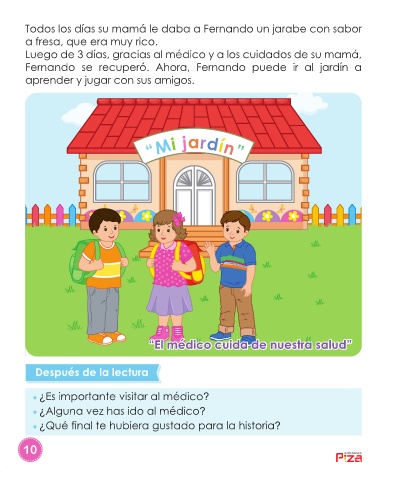 Todos los días su mamá le daba a Fernando un jarabe con sabor
a fresa, que era muy rico.
Luego de 3 días, gracias al médico y a los cuidados de su mamá,
Fernando se recuperó. Ahora, Fernando puede ir al jardín a
aprender y jugar con sus amigos.
“Mi jardín”
“El médico cuida de nuestra salud”
Después de la lectura
• ¿Es importante visitar al médico?
• ¿Alguna vez has ido al médico?
• ¿Qué final te hubiera gustado para la historia?
10
Piza